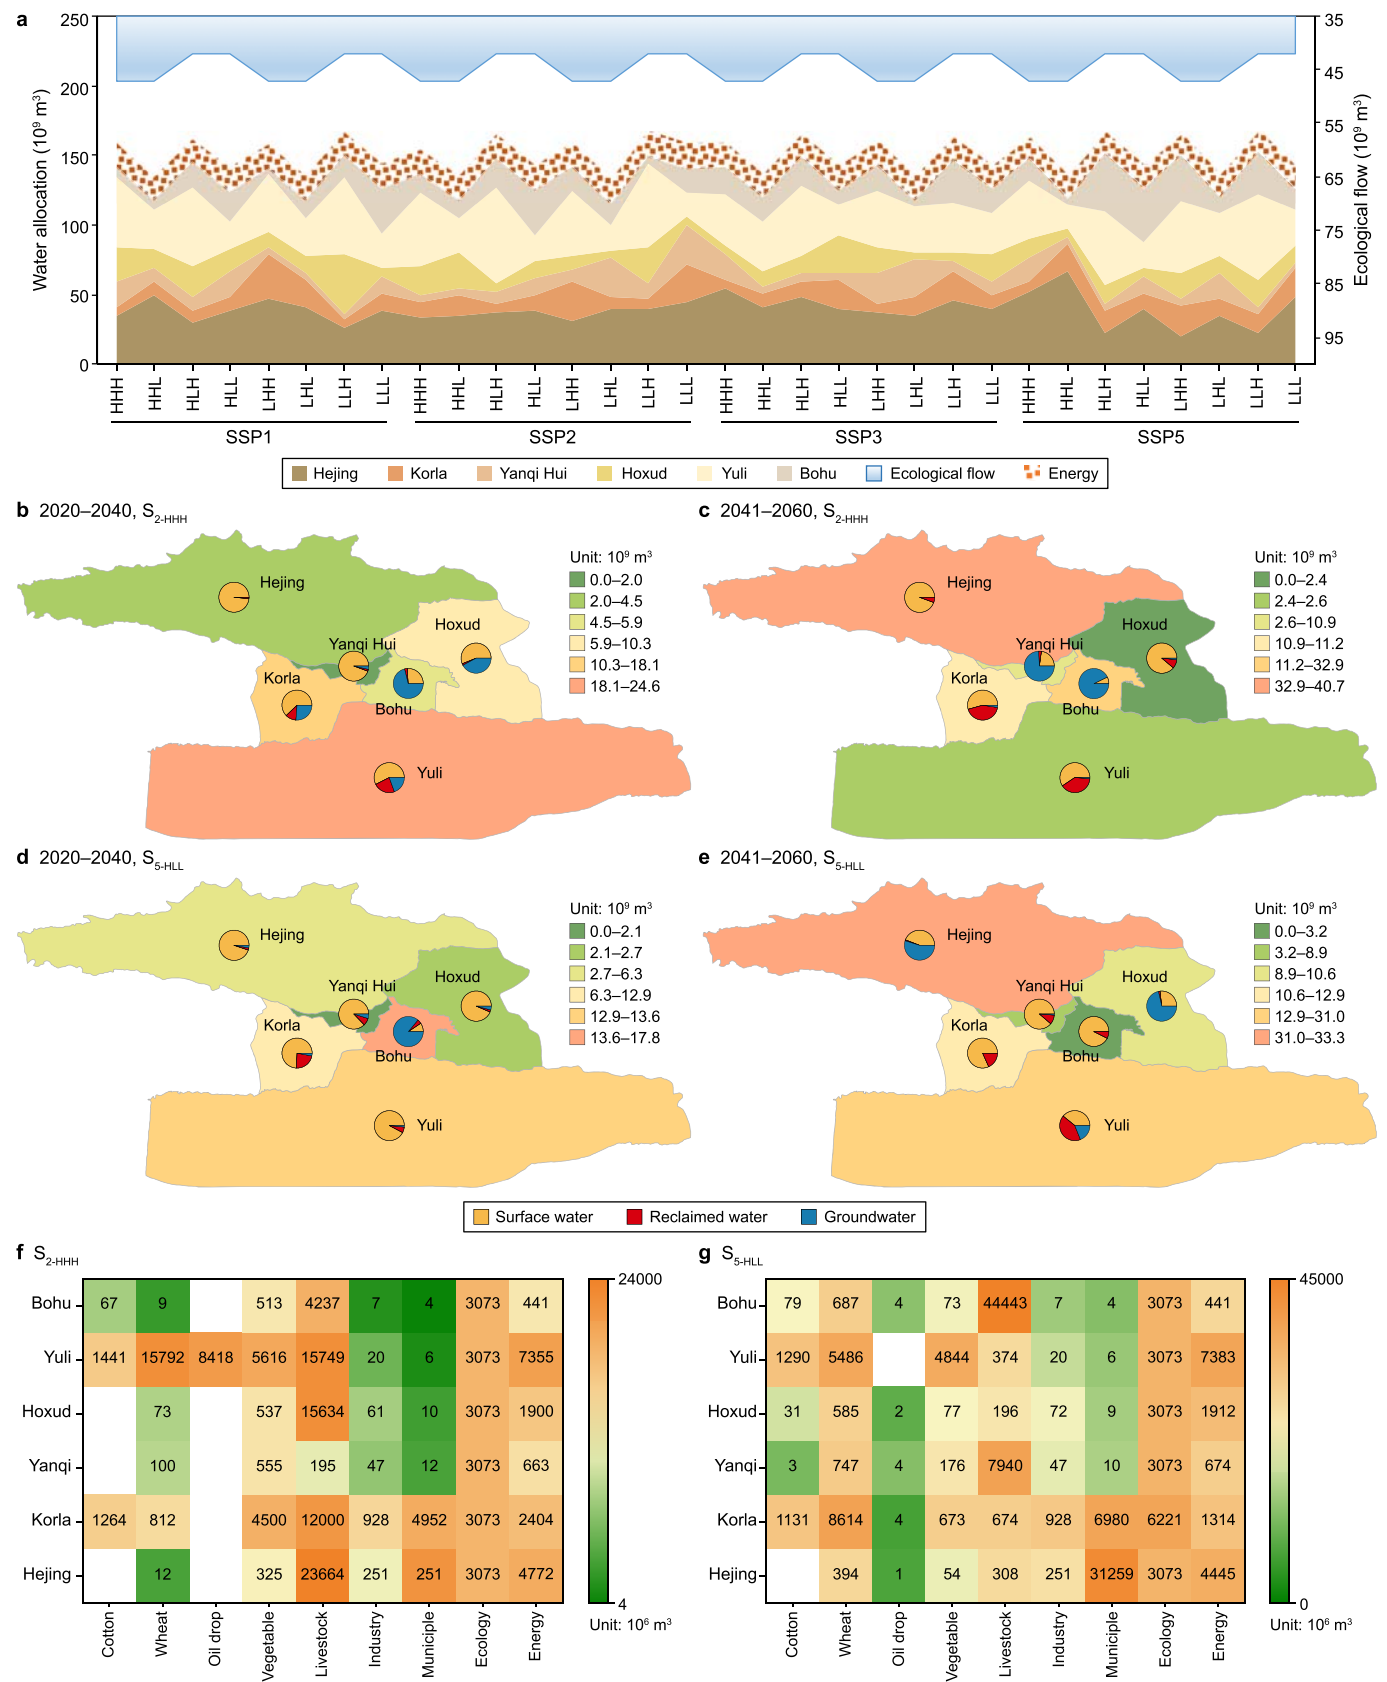 a
Water allocation (10⁹ m³)
250
200
150
100
50
0
Ecological flow (10⁹ m³)
35
45
55
65
75
85
95
HHH HHL HLH HLL LHH LHL LLH LLL HHH HHL HLH HLL LHH LHL LLH LLL HHH HHL HLH HLL LHH LHL LLH LLL HHH HHL HLH HLL LHH LHL LLH LLL
SSP1 SSP2 SSP3 SSP5
Hejing Korla Yanqi Hui Hoxud Yuli Bohu Ecological flow Energy
b 2020–2040, S2-HHH
Hejing
Hoxud
Yanqi Hui
Korla
Bohu
Yuli
Unit: 10⁹ m³
0.0–2.0
2.0–4.5
4.5–5.9
5.9–10.3
10.3–18.1
18.1–24.6
c 2041–2060, S2-HHH
Hejing
Hoxud
Yanqi Hui
Korla
Bohu
Yuli
Unit: 10⁹ m³
0.0–2.4
2.4–2.6
2.6–10.9
10.9–11.2
11.2–32.9
32.9–40.7
d 2020–2040, S5-HLL
Hejing
Hoxud
Yanqi Hui
Korla
Bohu
Yuli
Unit: 10⁹ m³
0.0–2.1
2.1–2.7
2.7–6.3
6.3–12.9
12.9–13.6
13.6–17.8
e 2041–2060, S5-HLL
Hejing
Hoxud
Yanqi Hui
Korla
Bohu
Yuli
Unit: 10⁹ m³
0.0–3.2
3.2–8.9
8.9–10.6
10.6–12.9
12.9–31.0
31.0–33.3
Surface water Reclaimed water Groundwater
f S2-HHH
Bohu 67 9 513 4237 7 4 3073 441
Yuli 1441 15792 8418 5616 15749 20 6 3073 7355
Hoxud 73 537 15634 61 10 3073 1900
Yanqi 100 555 195 47 12 3073 663
Korla 1264 812 4500 12000 928 4952 3073 2404
Hejing 12 325 23664 251 251 3073 4772
Cotton Wheat Oil drop Vegetable Livestock Industry Municiple Ecology Energy
24000
4
Unit: 10⁶ m³
g S5-HLL
Bohu 79 687 4 73 44443 7 4 3073 441
Yuli 1290 5486 4844 374 20 6 3073 7383
Hoxud 31 585 2 77 196 72 9 3073 1912
Yanqi 3 747 4 176 7940 47 10 3073 674
Korla 1131 8614 4 673 674 928 6980 6221 1314
Hejing 394 1 54 308 251 31259 3073 4445
Cotton Wheat Oil drop Vegetable Livestock Industry Municiple Ecology Energy
45000
0
Unit: 10⁶ m³